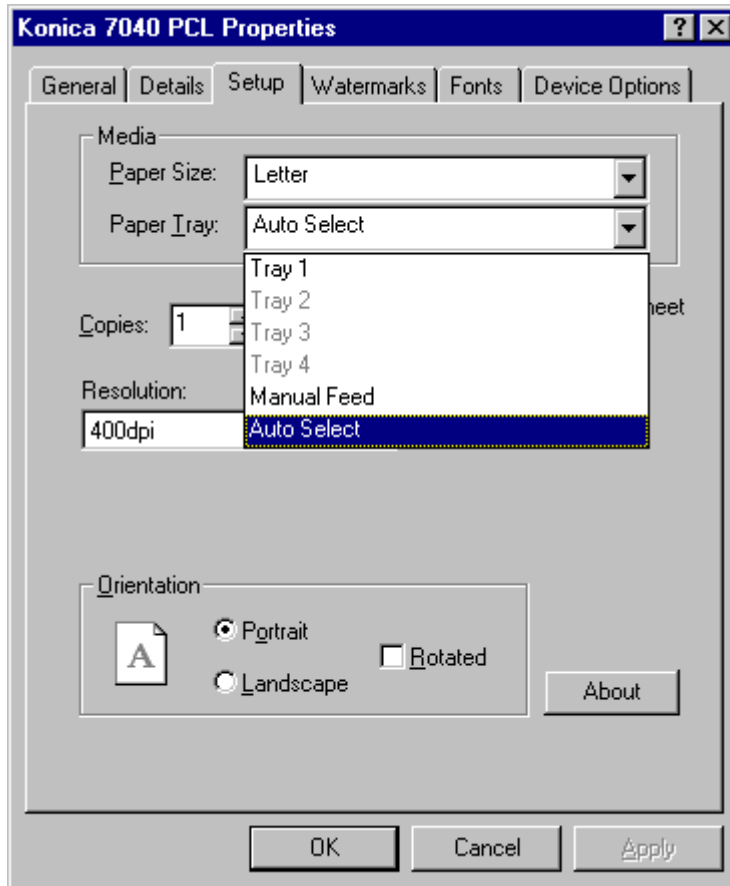 Konica 7040 PCL Properties
General Details Setup Watermarks Fonts Device Options
Media
Paper Size: Letter
Paper Tray: Auto Select
Tray 1
Tray 2
Tray 3
Tray 4
Manual Feed
Auto Select
Copies: 1
Resolution:
400dpi
Orientation
A
Portrait
Landscape
Rotated
About
OK Cancel Apply